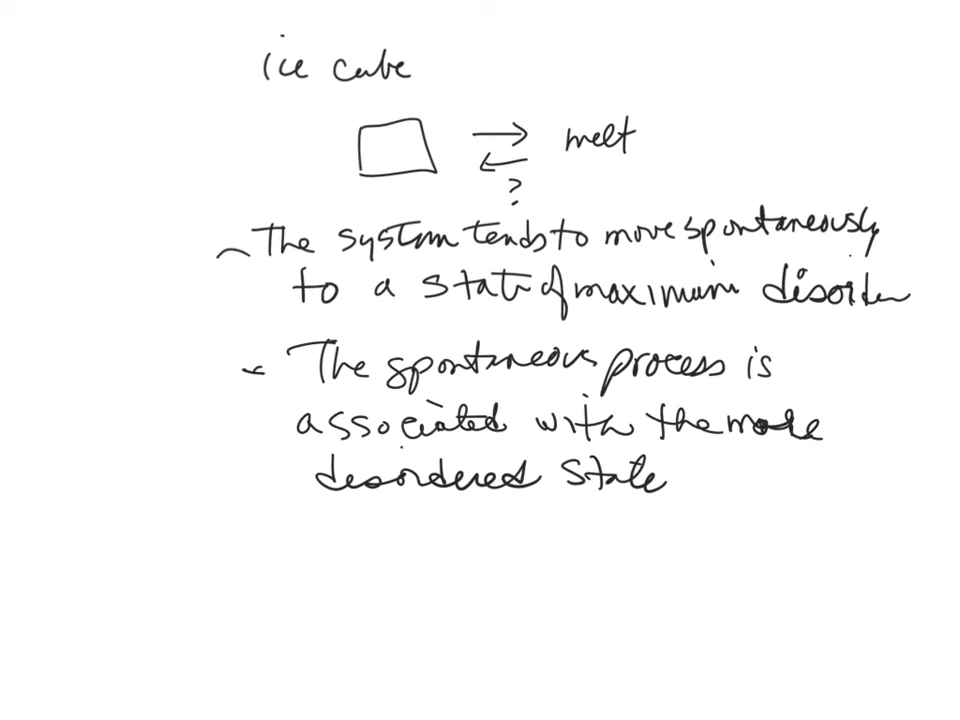 ice cube
→ melt
←
?
– The system tends to move spontaneously
to a state of maximum disorder
- The spontaneous process is
associated with the more
desordered state